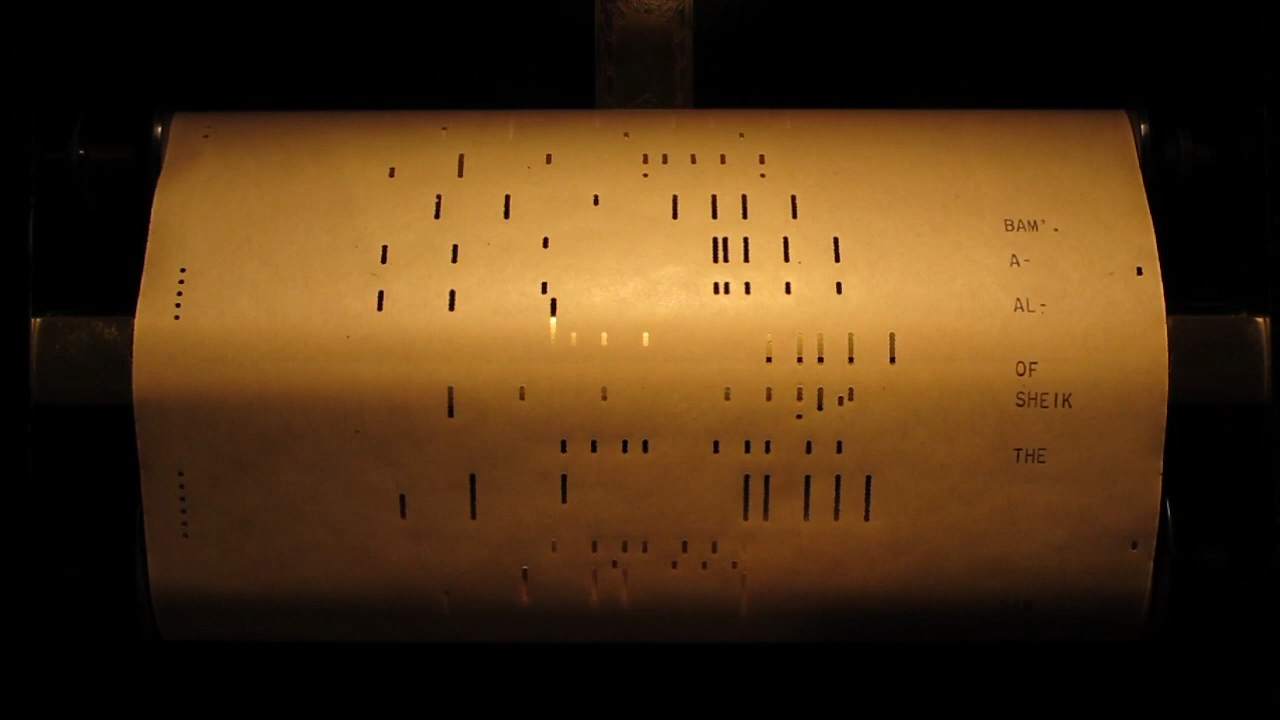 BAM'.
A-
AL-
OF
SHEIK
THE